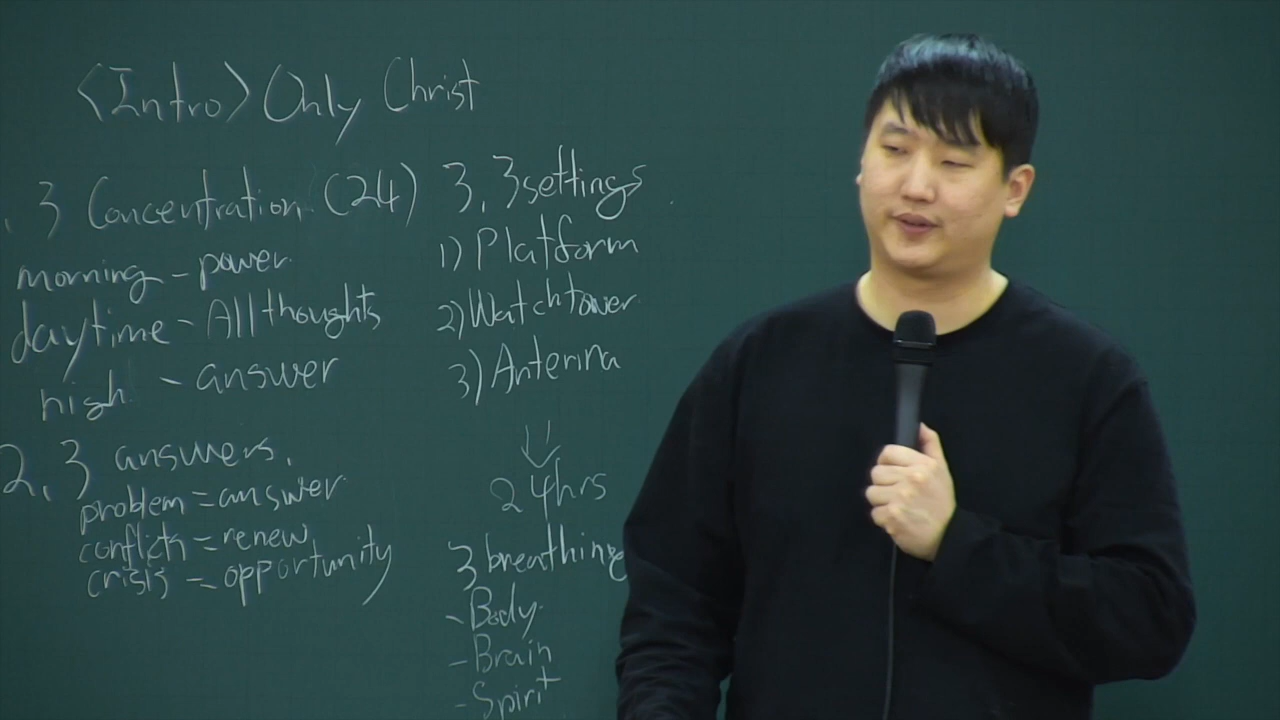 <Intro> Only Christ
. 3 Concentration (24)
morning - power
daytime - All thoughts
nigh - answer
2, 3 answers.
problem = answer
conflicts = renew
crisis = opportunity
3, 3 settings
1) Platform
2) Watchtower
3) Antenna
24hrs
3 breathing
- Body
- Brain
- Spirit